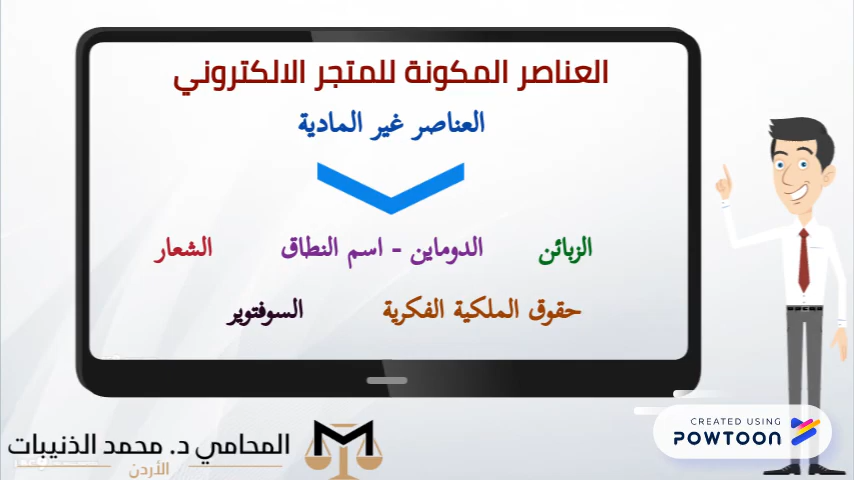 العناصر المكونة للمتجر الالكتروني
العناصر غير المادية
الزبائن الدوماين - اسم النطاق الشعار
حقوق الملكية الفكرية السوفتوير
المحامي د. محمد الذنيبات
الأردن
CREATED USING
POWTOON